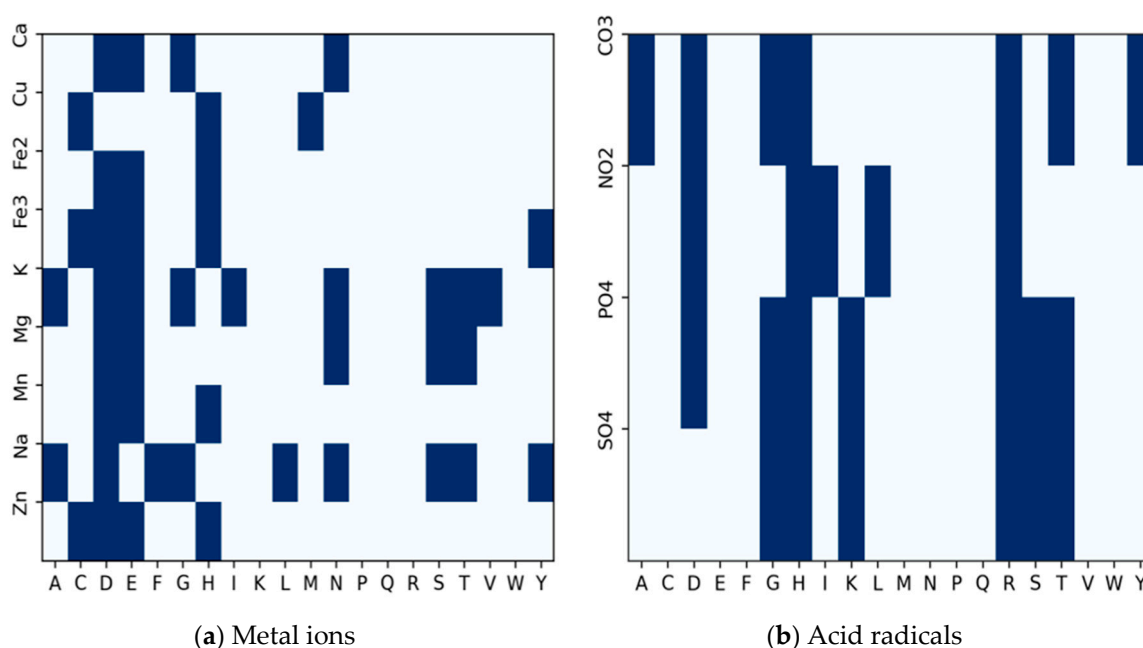 Ca
Cu
Fe2
Fe3
K
Mg
Mn
Na
Zn
A C D E F G H I K L M N P Q R S T V W Y
(a) Metal ions
CO3
NO2
PO4
SO4
A C D E F G H I K L M N P Q R S T V W Y
(b) Acid radicals